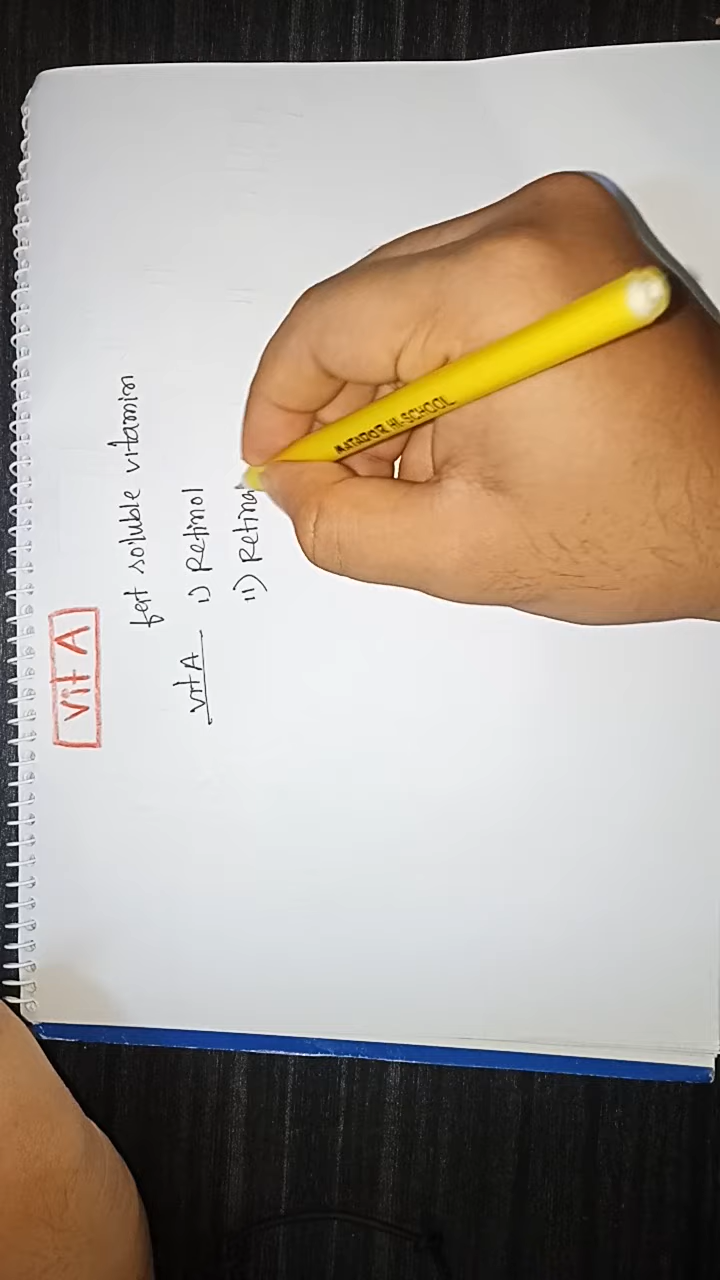 Vit A
fat soluble vitamin
vit A i) Retinol
ii) Retina
MATADOR HI-SCHOOL